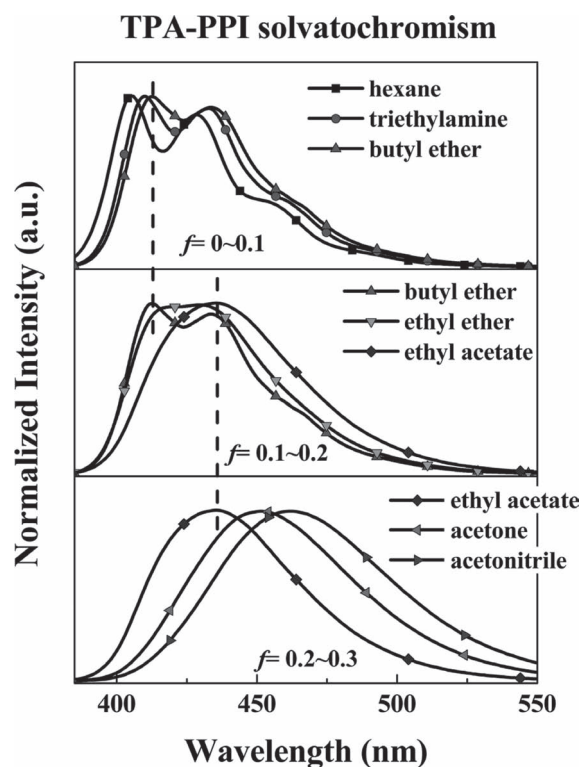 TPA-PPI solvatochromism
Normalized Intensity (a.u.)
hexane
triethylamine
butyl ether
f= 0~0.1
butyl ether
ethyl ether
ethyl acetate
f= 0.1~0.2
ethyl acetate
acetone
acetonitrile
f= 0.2~0.3
400 450 500 550
Wavelength (nm)